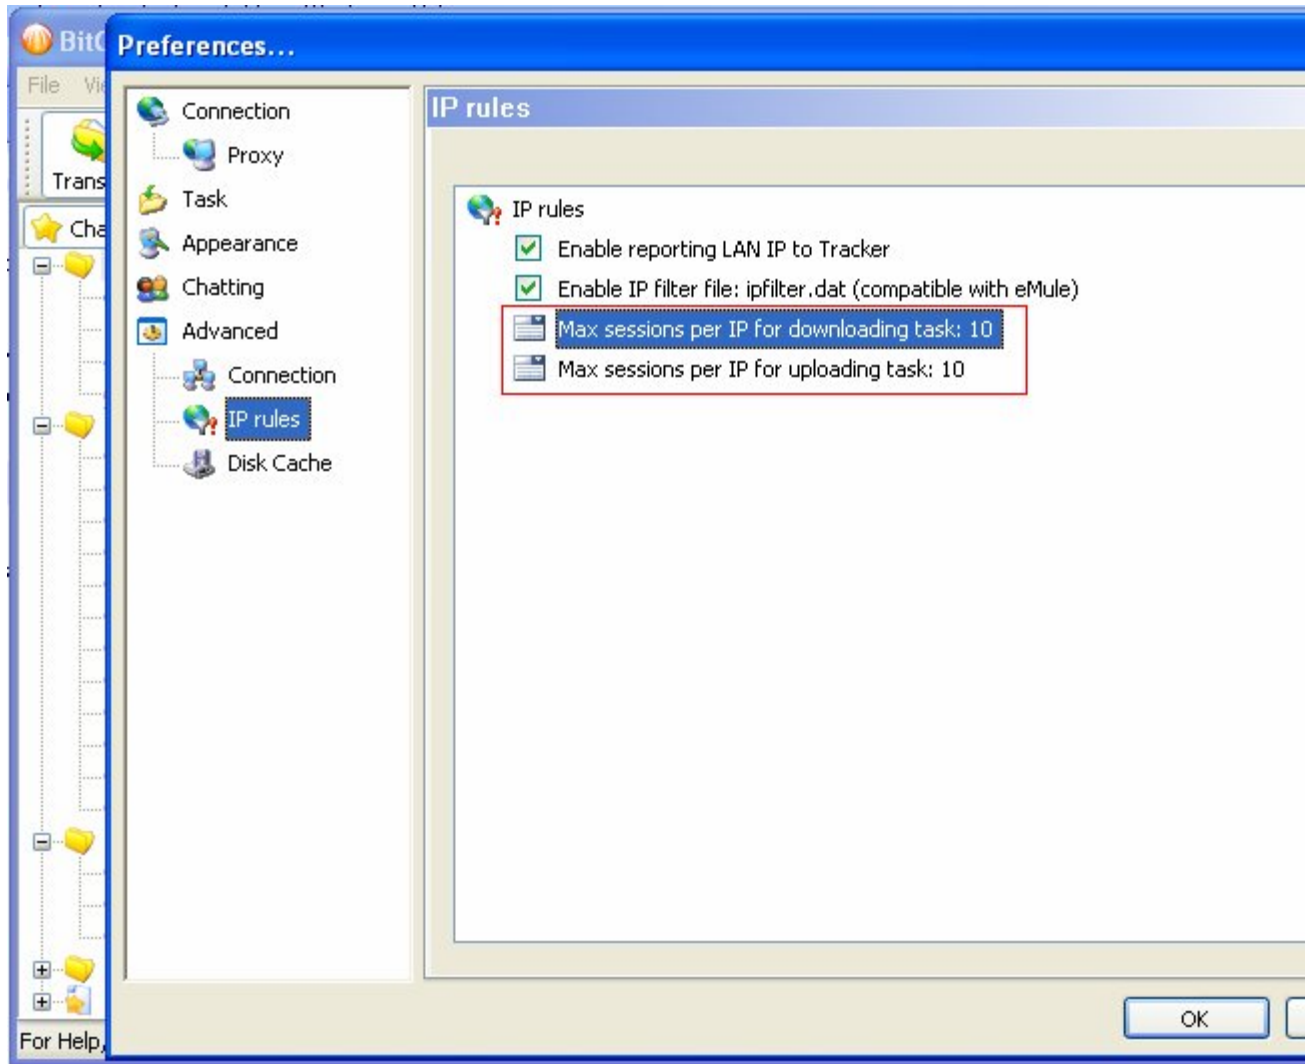 BitC
Preferences...
File Vie
Connection
Proxy
Task
Appearance
Chatting
Advanced
Connection
IP rules
Disk Cache
IP rules
IP rules
Enable reporting LAN IP to Tracker
Enable IP filter file: ipfilter.dat (compatible with eMule)
Max sessions per IP for downloading task: 10
Max sessions per IP for uploading task: 10
Trans
Cha
OK
For Help,